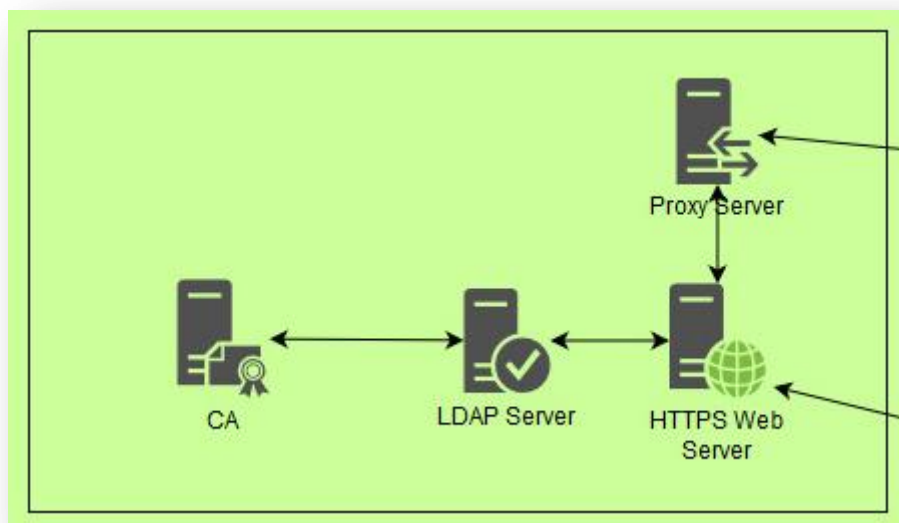 Proxy Server
CA
LDAP Server
HTTPS Web
Server